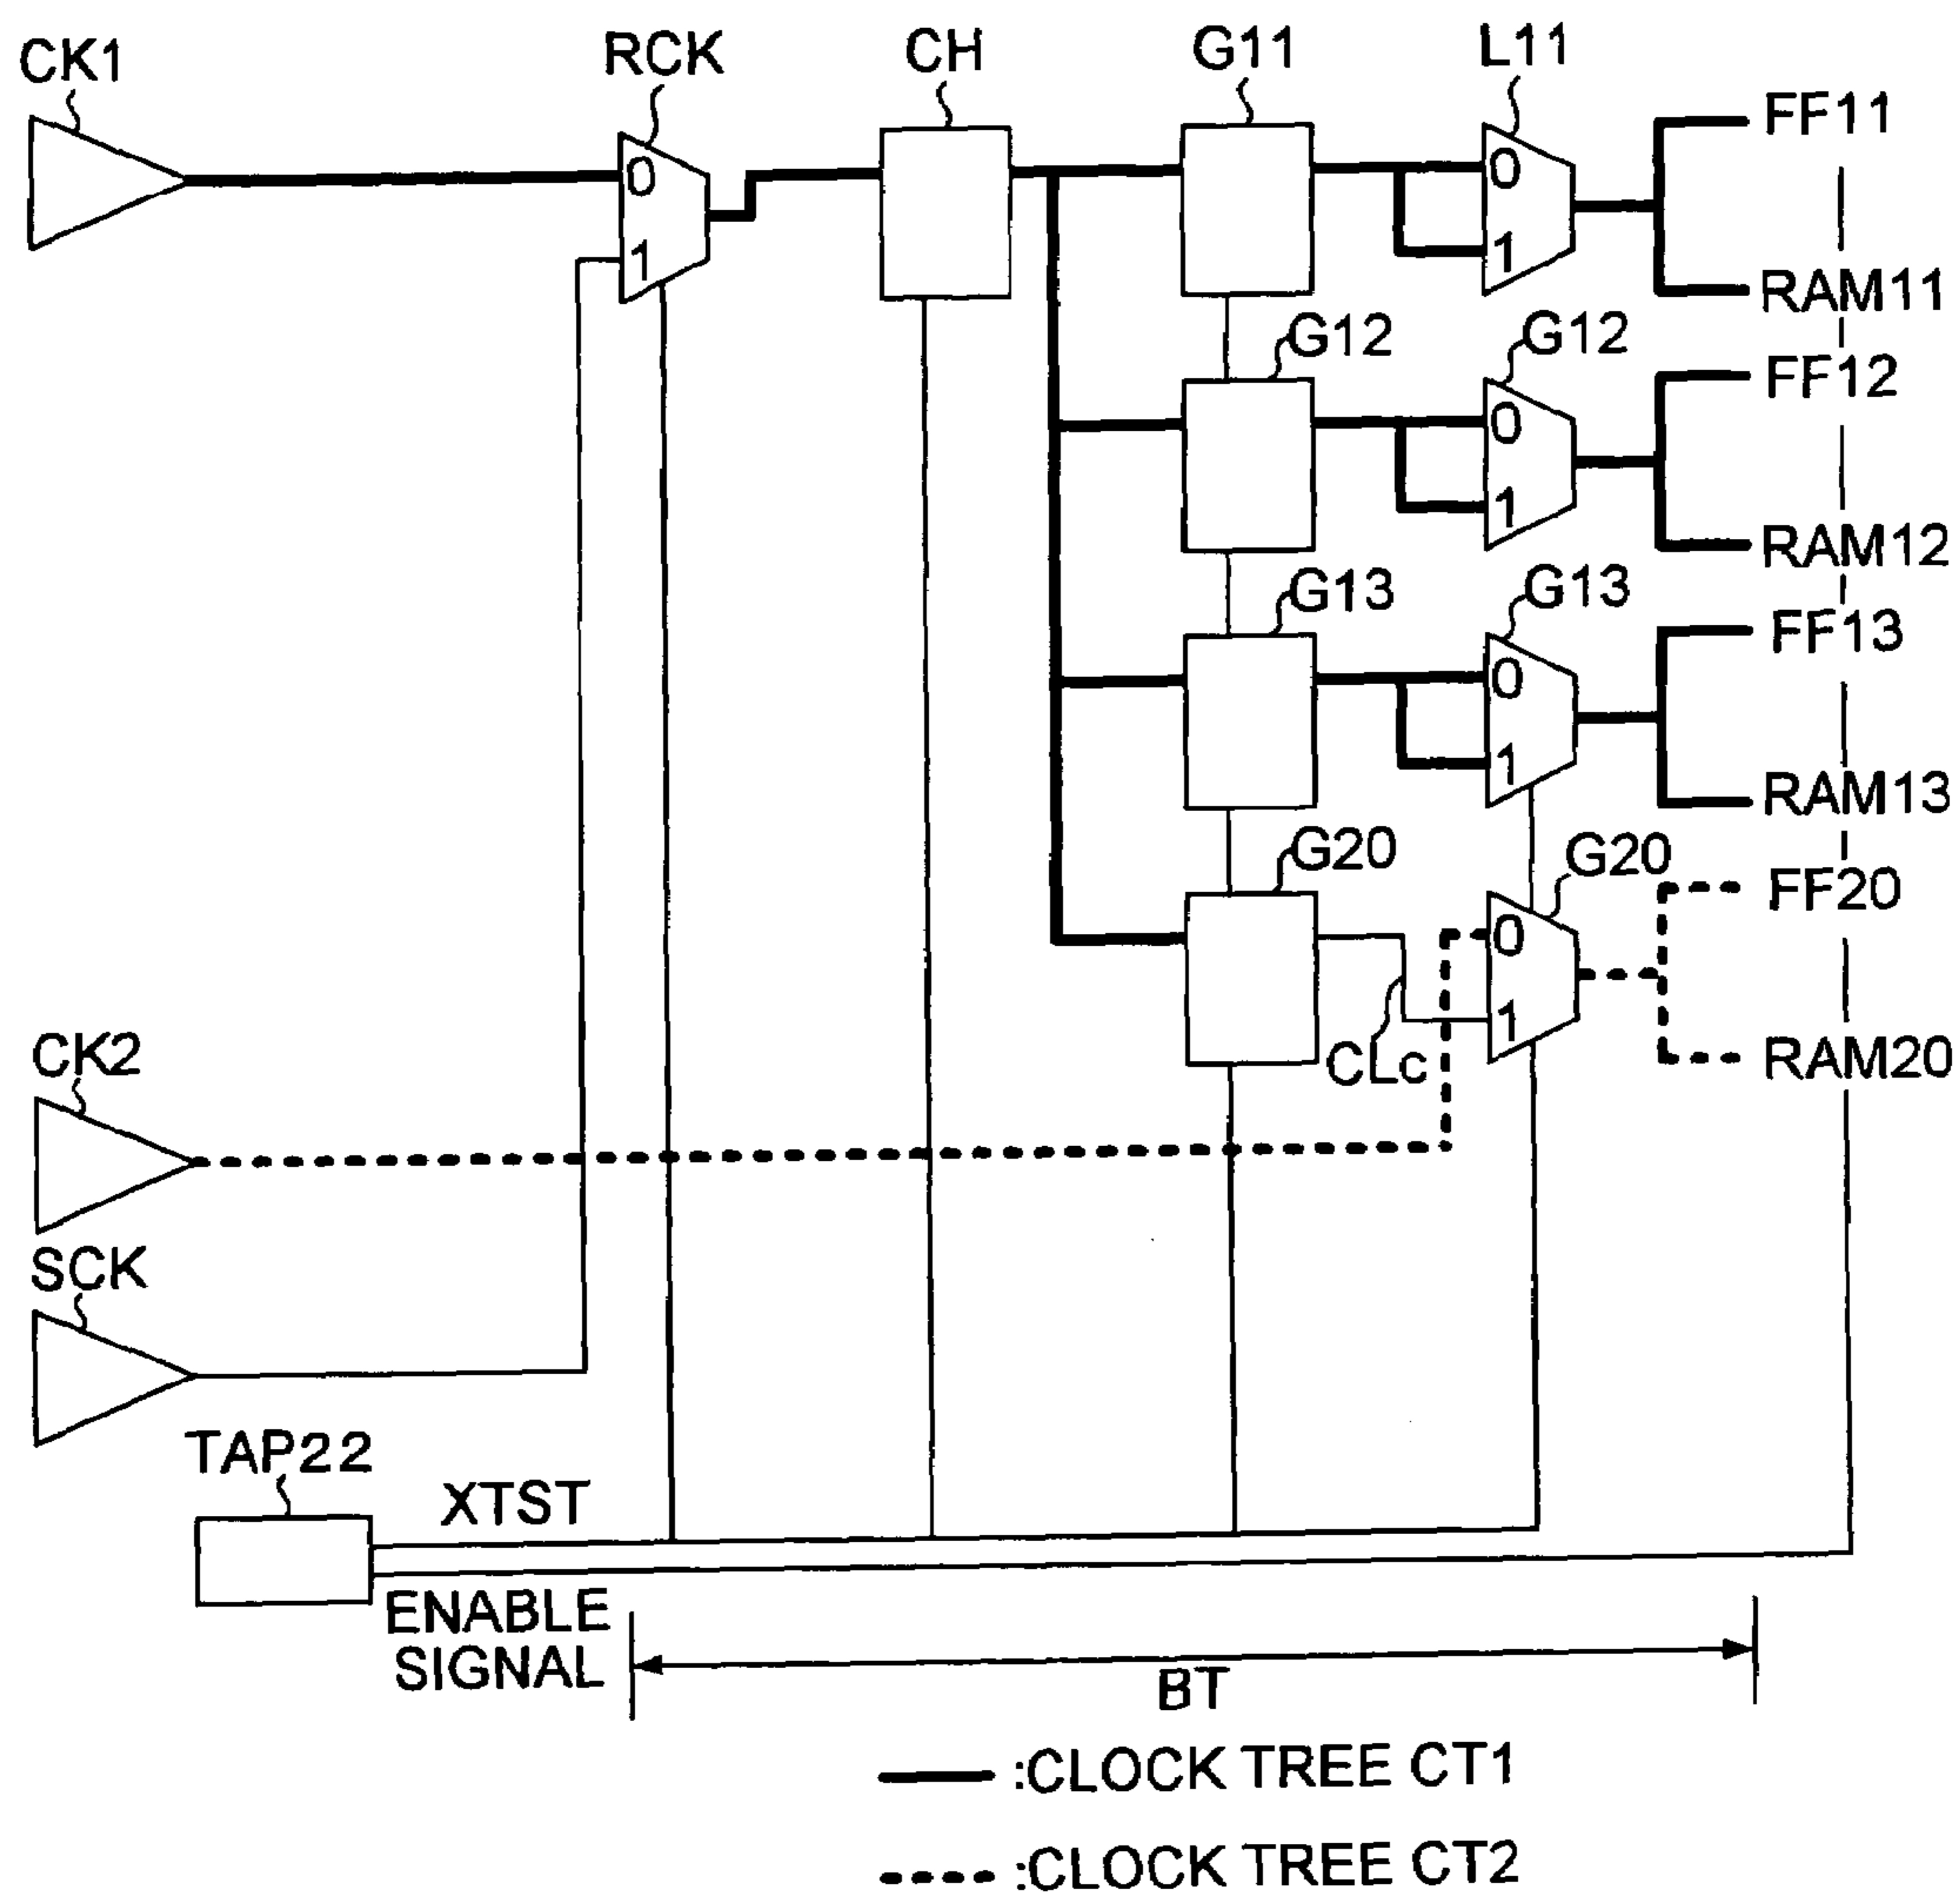 CK1
RCK
CH
G11
L11
FF11
0
0
1
1
RAM11
G12
G12
FF12
0
1
RAM12
G13
G13
FF13
0
1
RAM13
G20
G20
FF20
0
1
CK2
CLc
RAM20
SCK
TAP22
XTST
ENABLE
SIGNAL
BT
:CLOCK TREE CT1
:CLOCK TREE CT2